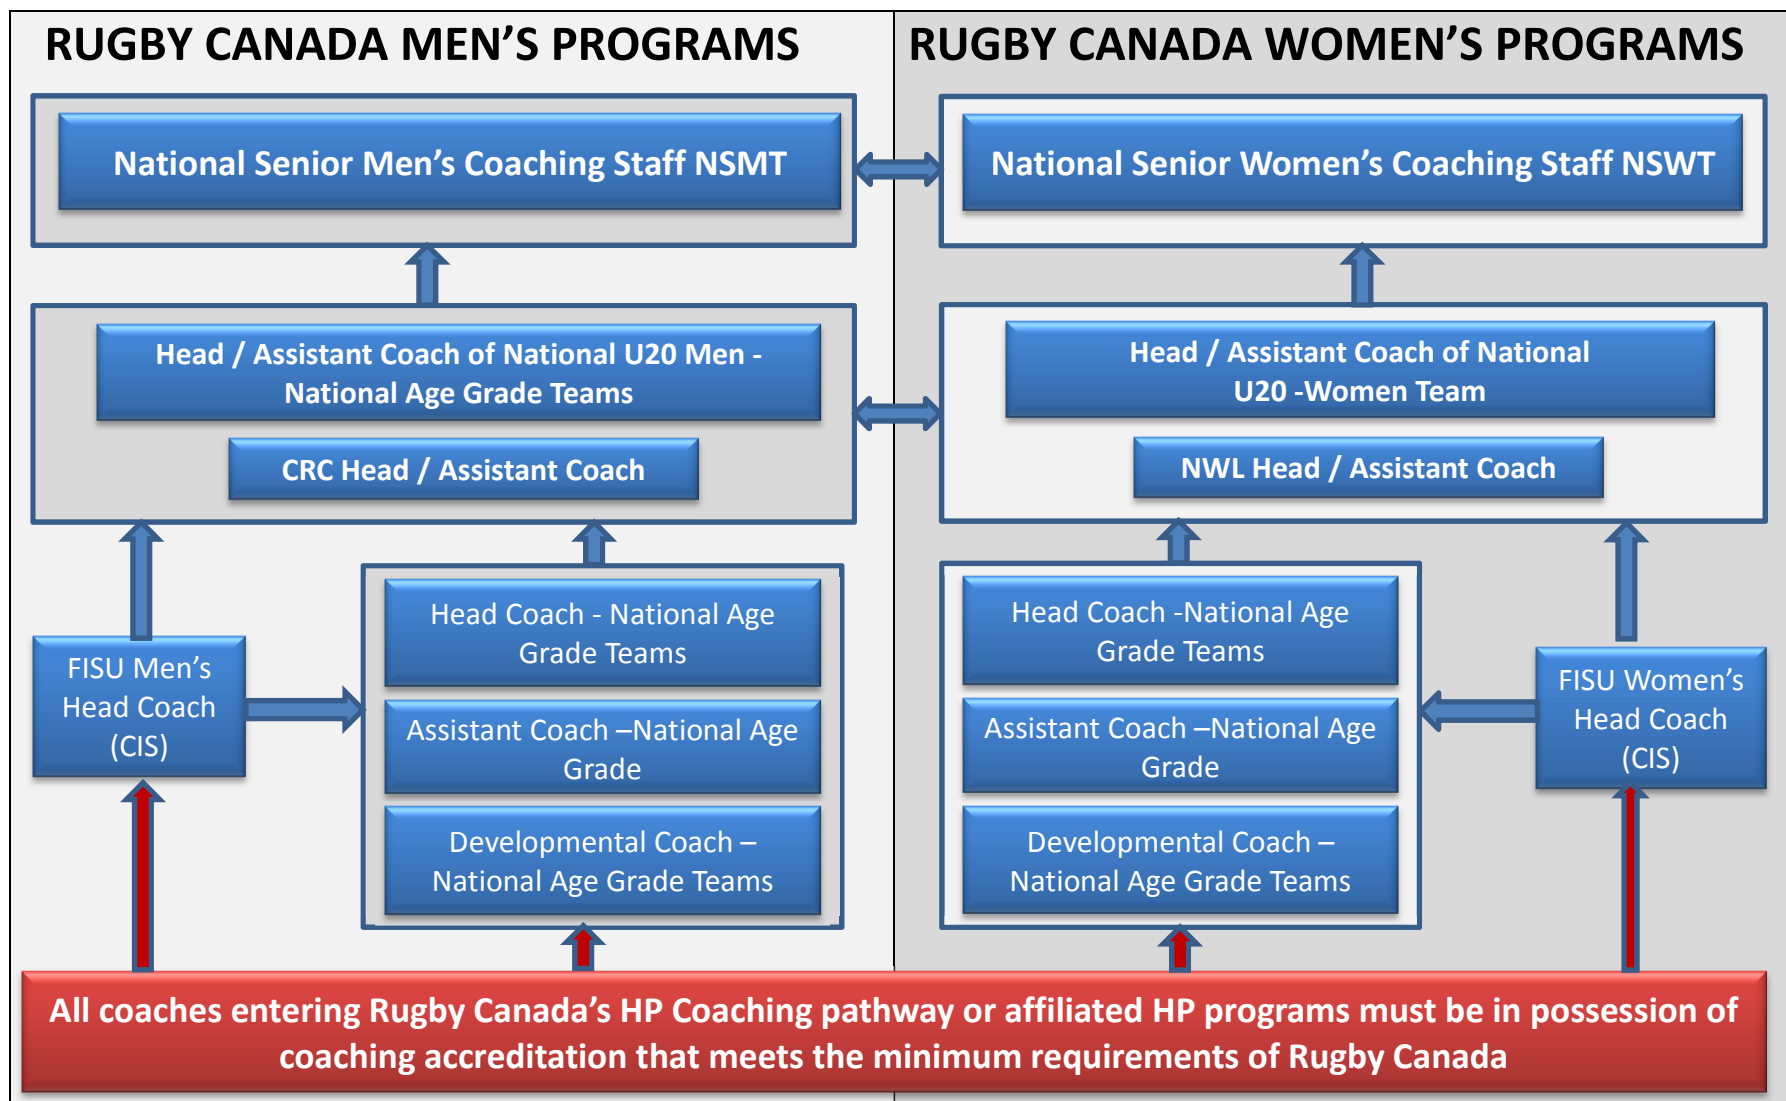 RUGBY CANADA MEN’S PROGRAMS
National Senior Men’s Coaching Staff NSMT
Head / Assistant Coach of National U20 Men -
National Age Grade Teams
CRC Head / Assistant Coach
FISU Men’s
Head Coach
(CIS)
Head Coach - National Age
Grade Teams
Assistant Coach –National Age
Grade
Developmental Coach –
National Age Grade Teams
RUGBY CANADA WOMEN’S PROGRAMS
National Senior Women’s Coaching Staff NSWT
Head / Assistant Coach of National
U20 -Women Team
NWL Head / Assistant Coach
Head Coach -National Age
Grade Teams
Assistant Coach –National Age
Grade
Developmental Coach –
National Age Grade Teams
FISU Women’s
Head Coach
(CIS)
All coaches entering Rugby Canada’s HP Coaching pathway or affiliated HP programs must be in possession of
coaching accreditation that meets the minimum requirements of Rugby Canada